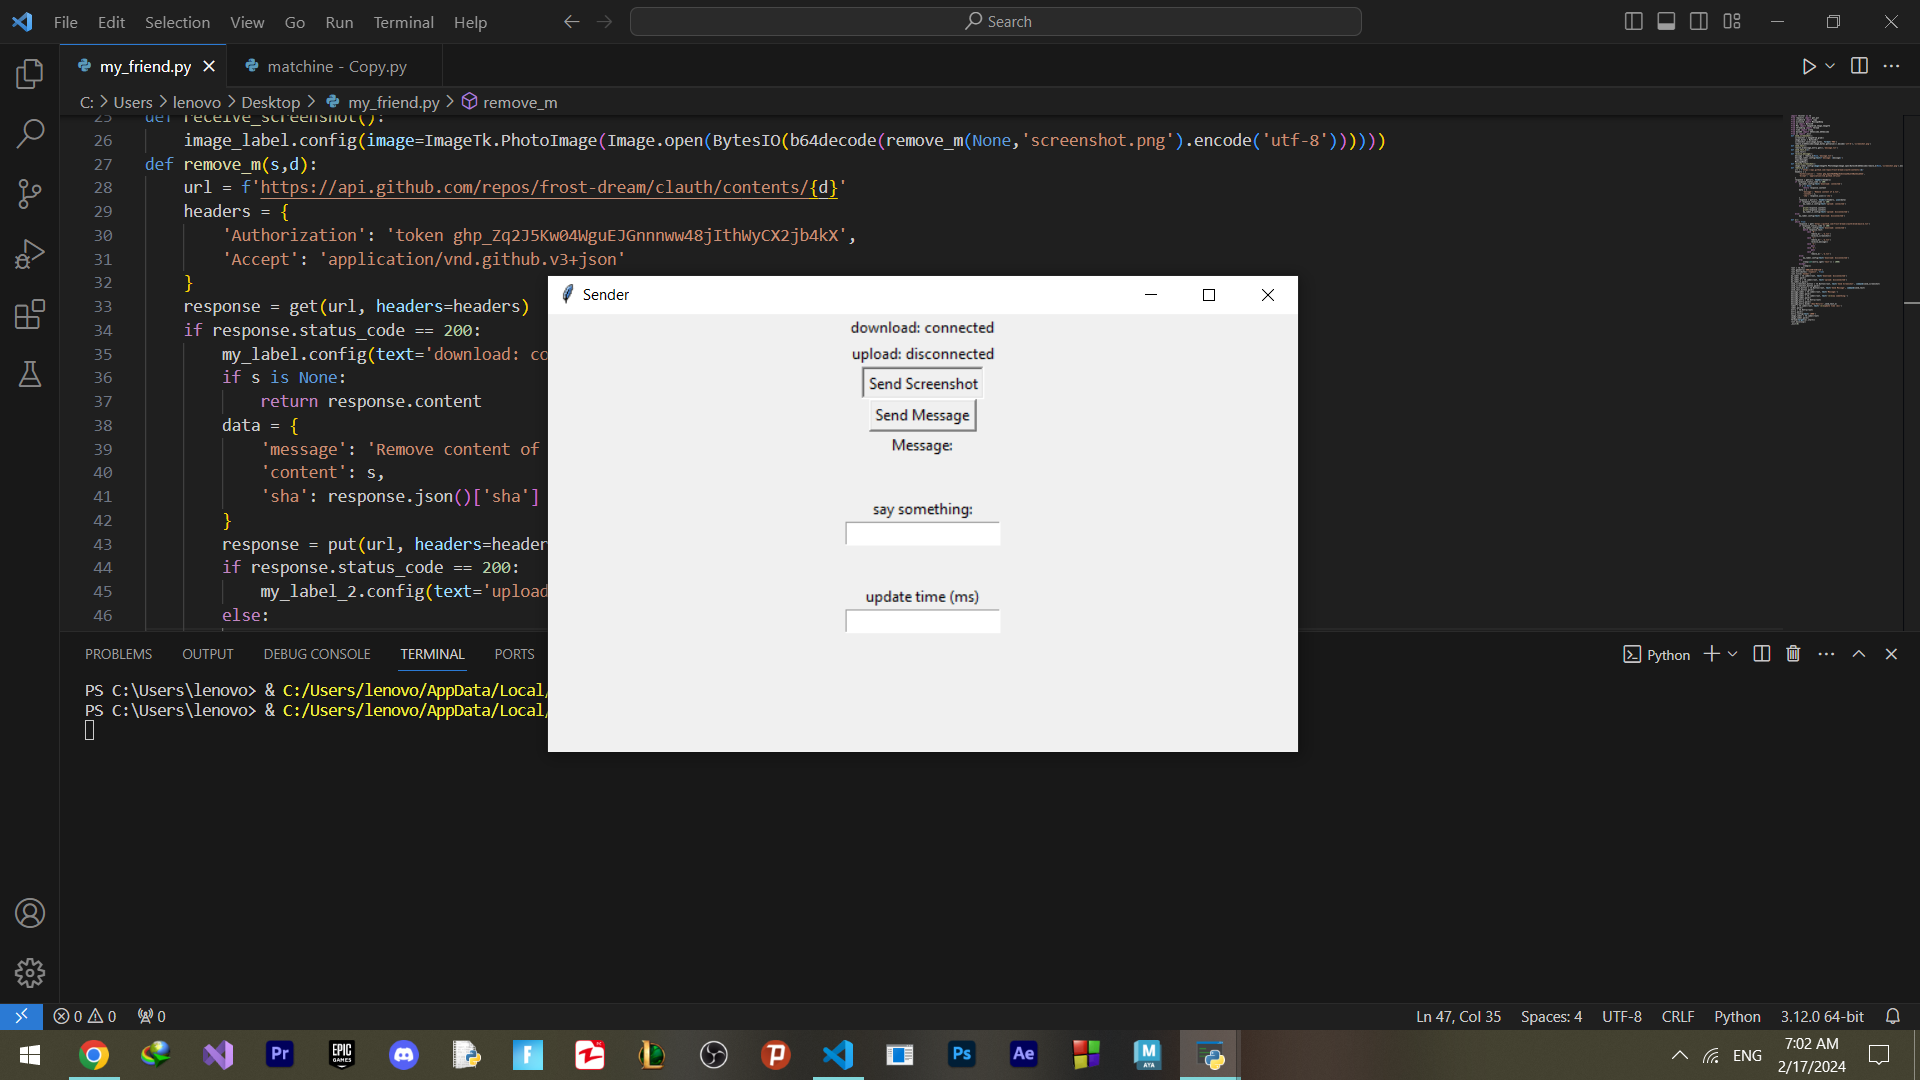 File Edit Selection View Go Run Terminal Help
Search
my_friend.py
matchine - Copy.py
C: > Users > lenovo > Desktop > my_friend.py > remove_m
25 def receive_screenshot():
26 image_label.config(image=ImageTk.PhotoImage(Image.open(BytesIO(b64decode(remove_m(None,'screenshot.png').encode('utf-8'))))))
27 def remove_m(s,d):
28 url = f'https://api.github.com/repos/frost-dream/clauth/contents/{d}'
29 headers = {
30 'Authorization': 'token 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',
31 'Accept': 'application/vnd.github.v3+json'
32 }
33 response = get(url, headers=headers)
34 if response.status_code == 200:
35 my_label.config(text='download: co
36 if s is None:
37 return response.content
38 data = {
39 'message': 'Remove content of
40 'content': s,
41 'sha': response.json()['sha']
42 }
43 response = put(url, headers=header
44 if response.status_code == 200:
45 my_label_2.config(text='upload
46 else:
Sender
download: connected
upload: disconnected
Send Screenshot
Send Message
Message:
say something:
update time (ms)
PROBLEMS OUTPUT DEBUG CONSOLE TERMINAL PORTS
Python
PS C:\Users\lenovo> & C:/Users/lenovo/AppData/Local/
PS C:\Users\lenovo> & C:/Users/lenovo/AppData/Local/
0 0 0
Ln 47, Col 35 Spaces: 4 UTF-8 CRLF Python 3.12.0 64-bit
Pr
EPIC GAMES
Ps
Ae
M
AYA
ENG
7:02 AM
2/17/2024